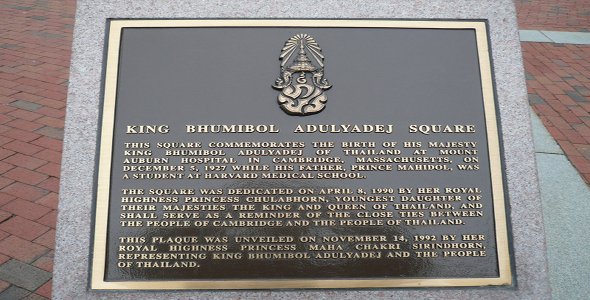 KING BHUMIBOL ADULYADEJ SQUARE
THIS SQUARE COMMEMORATES THE BIRTH OF HIS MAJESTY
KING BHUMIBOL ADULYADEJ OF THAILAND AT MOUNT
AUBURN HOSPITAL IN CAMBRIDGE, MASSACHUSETTS, ON
DECEMBER 5, 1927 WHILE HIS FATHER, PRINCE MAHIDOL, WAS
A STUDENT AT HARVARD MEDICAL SCHOOL.
THE SQUARE WAS DEDICATED ON APRIL 8, 1990 BY HER ROYAL
HIGHNESS PRINCESS CHULABHORN, YOUNGEST DAUGHTER OF
THEIR MAJESTIES THE KING AND QUEEN OF THAILAND, AND
SHALL SERVE AS A REMINDER OF THE CLOSE TIES BETWEEN
THE PEOPLE OF CAMBRIDGE AND THE PEOPLE OF THAILAND.
THIS PLAQUE WAS UNVEILED ON NOVEMBER 14, 1992 BY HER
ROYAL HIGHNESS PRINCESS MAHA CHAKRI SIRINDHORN,
REPRESENTING KING BHUMIBOL ADULYADEJ AND THE PEOPLE
OF THAILAND.